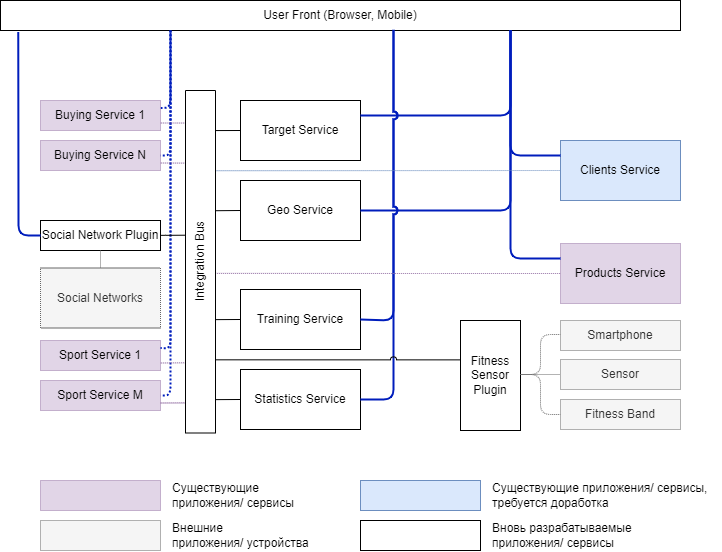 User Front (Browser, Mobile)
Buying Service 1
Buying Service N
Target Service
Clients Service
Geo Service
Integration Bus
Social Network Plugin
Social Networks
Products Service
Training Service
Smartphone
Sport Service 1
Fitness
Sensor
Plugin
Sensor
Sport Service M
Statistics Service
Fitness Band
Существующие
приложения/ сервисы
Существующие приложения/ сервисы,
требуется доработка
Внешние
приложения/ устройства
Вновь разрабатываемые
приложения/ сервисы